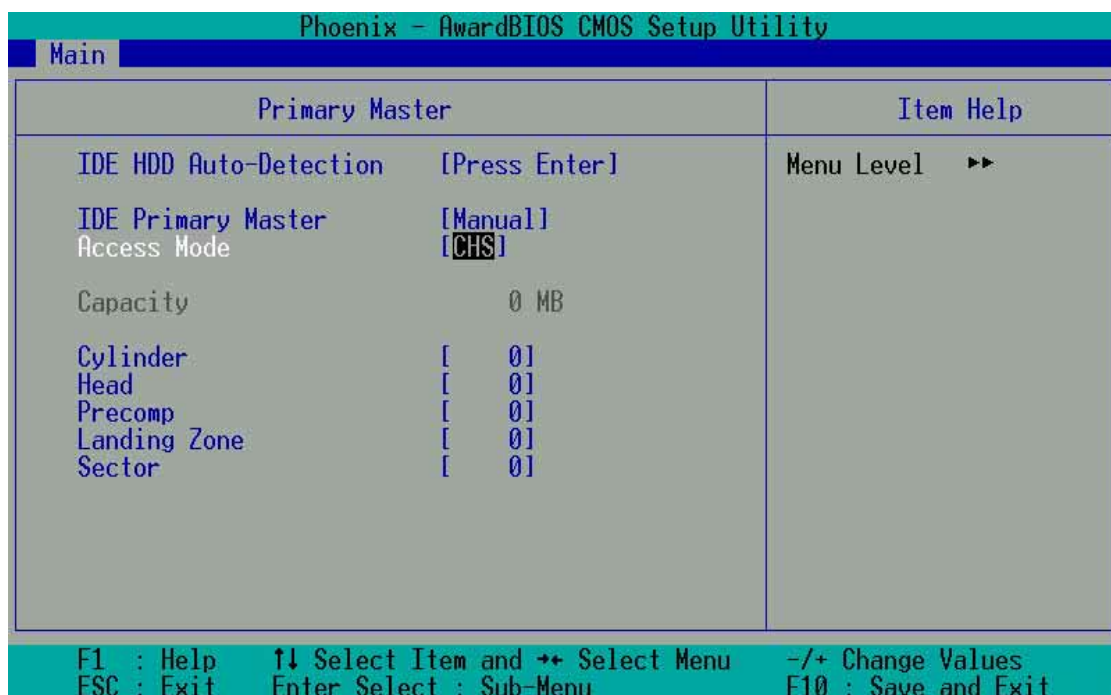 Phoenix - AwardBIOS CMOS Setup Utility
Main
Primary Master
Item Help
IDE HDD Auto-Detection [Press Enter]
Menu Level ▸▸
IDE Primary Master [Manual]
Access Mode [CHS]
Capacity 0 MB
Cylinder [ 0]
Head [ 0]
Precomp [ 0]
Landing Zone [ 0]
Sector [ 0]
F1 : Help ↑↓ Select Item and →← Select Menu -/+ Change Values
ESC : Exit Enter Select : Sub-Menu F10 : Save and Exit